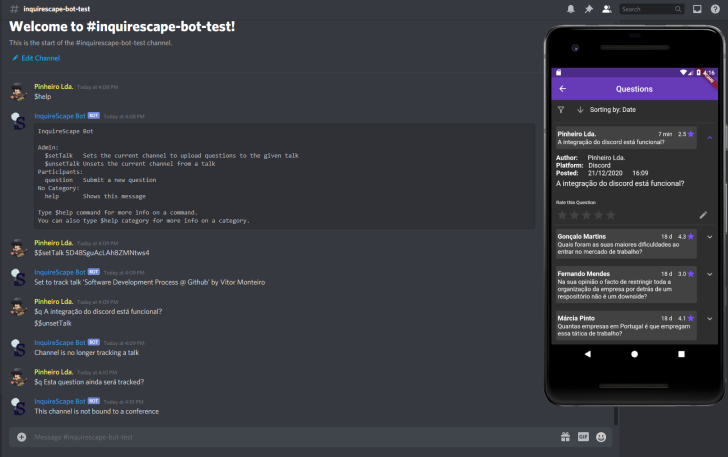 # inquirescape-bot-test
Search
Welcome to #inquirescape-bot-test!
This is the start of the #inquirescape-bot-test channel.
Edit Channel
Pinheiro Lda. Today at 4:08 PM
$help
InquireScape Bot BOT Today at 4:08 PM
InquireScape Bot
Admin:
$setTalk Sets the current channel to upload questions to the given talk
$unsetTalk Unsets the current channel from a talk
Participants:
question Submit a new question
No Category:
help Shows this message
Type $help command for more info on a command.
You can also type $help category for more info on a category.
Pinheiro Lda. Today at 4:09 PM
$$setTalk 5D485guAcLAh8ZMNtws4
InquireScape Bot BOT Today at 4:09 PM
Set to track talk 'Software Development Process @ Github' by Vitor Monteiro
Pinheiro Lda. Today at 4:09 PM
$q A integração do discord está funcional?
$$unsetTalk
InquireScape Bot BOT Today at 4:09 PM
Channel is no longer tracking a talk
Pinheiro Lda. Today at 4:10 PM
$q Esta question ainda será tracked?
InquireScape Bot BOT Today at 4:10 PM
This channel is not bound to a conference
Message #inquirescape-bot-test
GIF
4:16
Questions
Sorting by: Date
Pinheiro Lda. 7 min 2.5
A integração do discord está funcional?
Author: Pinheiro Lda.
Platform: Discord
Posted: 21/12/2020 16:09
A integração do discord está funcional?
Rate this Question
Gonçalo Martins 18 d 4.3
Quais foram as suas maiores dificuldades ao
entrar no mercado de trabalho?
Fernando Mendes 18 d 3.0
Na sua opinião o facto de restringir toda a
organização da empresa por detrás de um
respositório não é um downside?
Márcia Pinto 18 d 4.1
Quantas empresas em Portugal é que empregam
essa tática de trabalho?